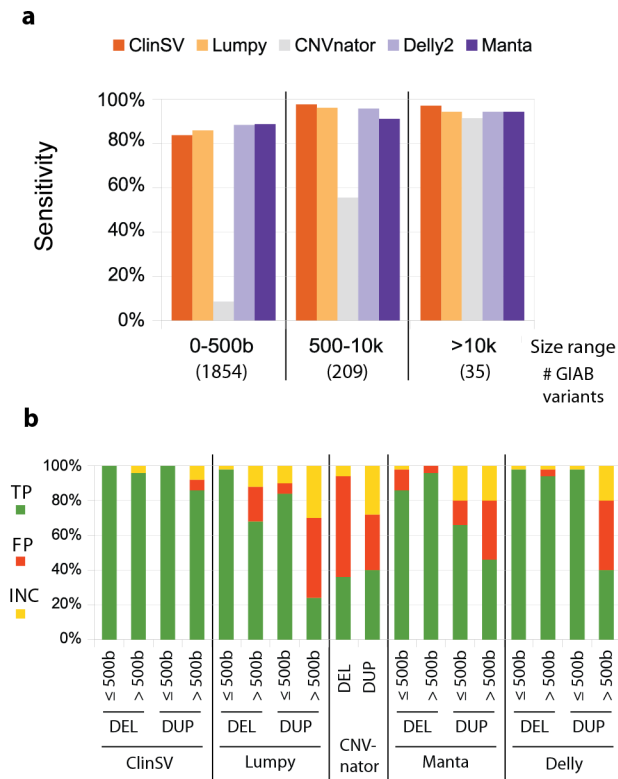 a
ClinSV Lumpy CNVnator Delly2 Manta
Sensitivity
100%
80%
60%
40%
20%
0%
0-500b 500-10k >10k Size range
(1854) (209) (35) # GIAB
variants
b
TP
FP
INC
100%
80%
60%
40%
20%
0%
≤ 500b > 500b ≤ 500b > 500b ≤ 500b > 500b ≤ 500b > 500b DEL DUP ≤ 500b > 500b ≤ 500b > 500b ≤ 500b > 500b ≤ 500b > 500b
DEL DUP DEL DUP DEL DUP DEL DUP
ClinSV Lumpy CNV-
nator Manta Delly